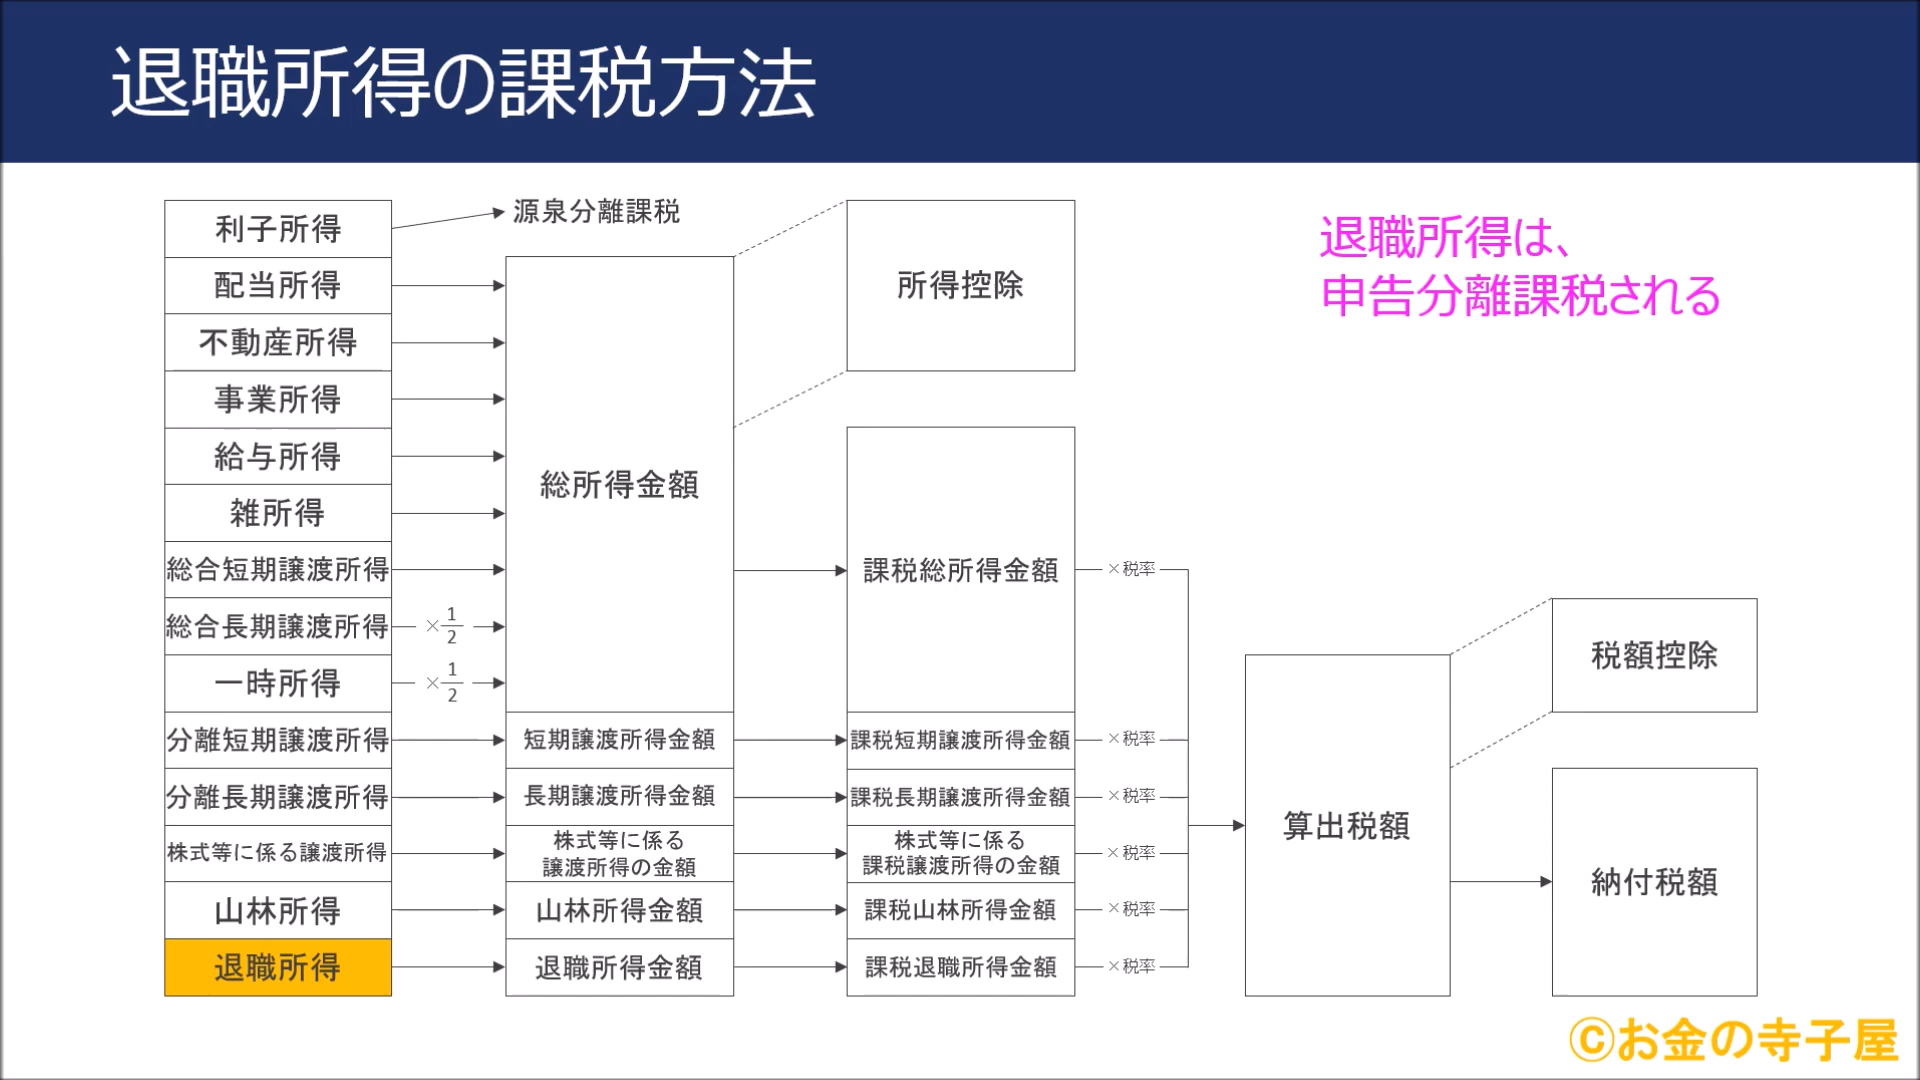 退職所得の課税方法
退職所得は、
申告分離課税される
利子所得
源泉分離課税
配当所得
不動産所得
事業所得
給与所得
雑所得
総合短期譲渡所得
総合長期譲渡所得
×1/2
一時所得
×1/2
分離短期譲渡所得
分離長期譲渡所得
株式等に係る譲渡所得
山林所得
退職所得
総所得金額
短期譲渡所得金額
長期譲渡所得金額
株式等に係る
譲渡所得の金額
山林所得金額
退職所得金額
所得控除
課税総所得金額
課税短期譲渡所得金額
課税長期譲渡所得金額
株式等に係る
課税譲渡所得の金額
課税山林所得金額
課税退職所得金額
×税率
×税率
×税率
×税率
×税率
×税率
算出税額
税額控除
納付税額
©お金の寺子屋